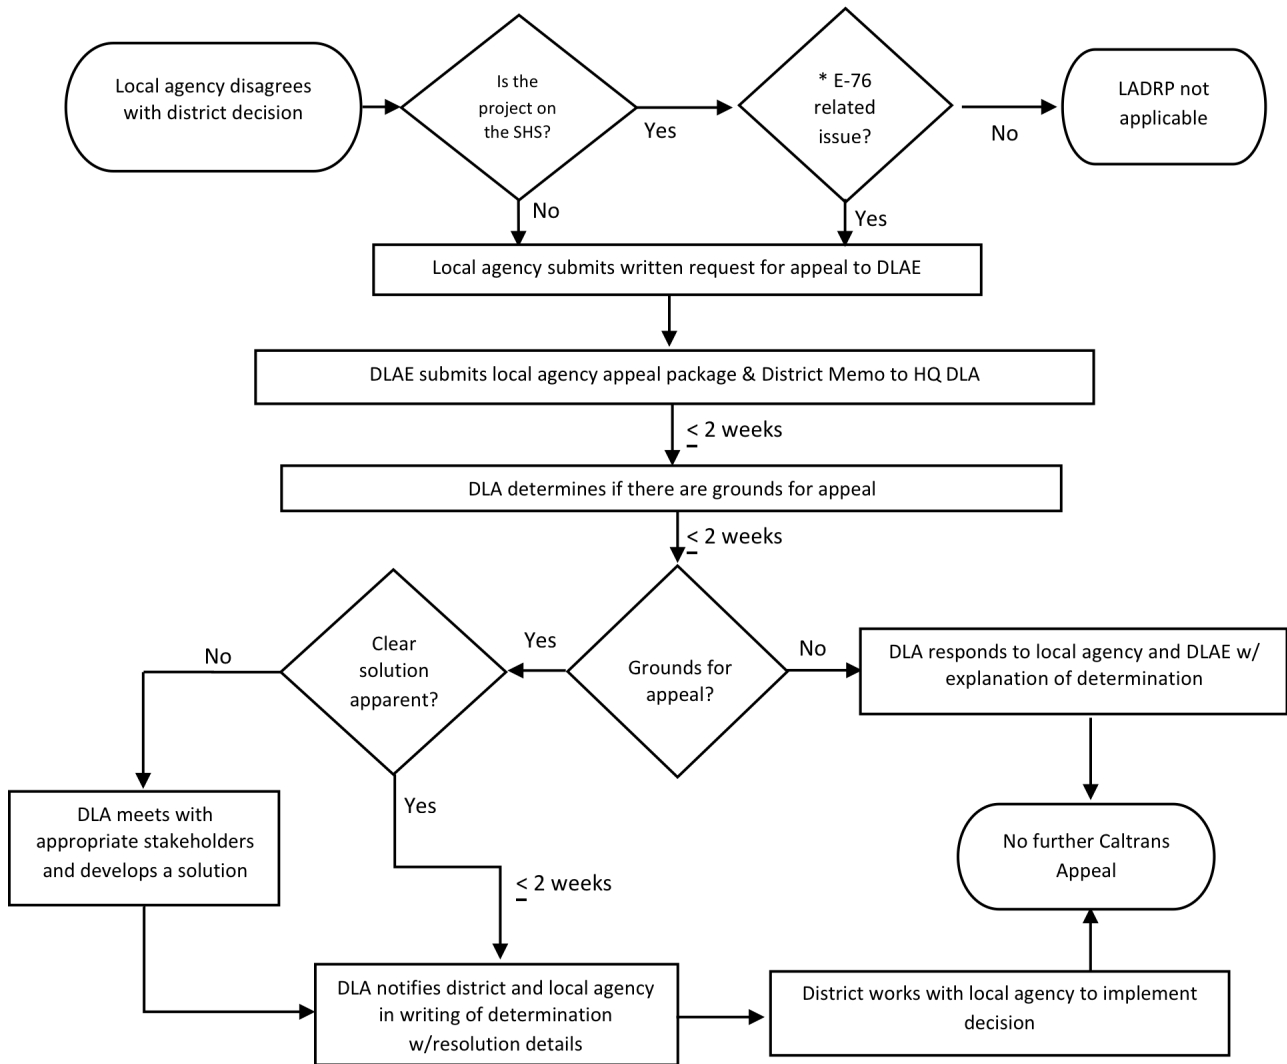 Local agency disagrees
with district decision
Is the
project on
the SHS?
Yes
No
* E-76
related
issue?
No
Yes
LADRP not
applicable
Local agency submits written request for appeal to DLAE
DLAE submits local agency appeal package & District Memo to HQ DLA
< 2 weeks
DLA determines if there are grounds for appeal
< 2 weeks
Grounds for
appeal?
Yes
No
Clear
solution
apparent?
No
Yes
DLA responds to local agency and DLAE w/
explanation of determination
DLA meets with
appropriate stakeholders
and develops a solution
< 2 weeks
No further Caltrans
Appeal
DLA notifies district and local agency
in writing of determination
w/resolution details
District works with local agency to implement
decision